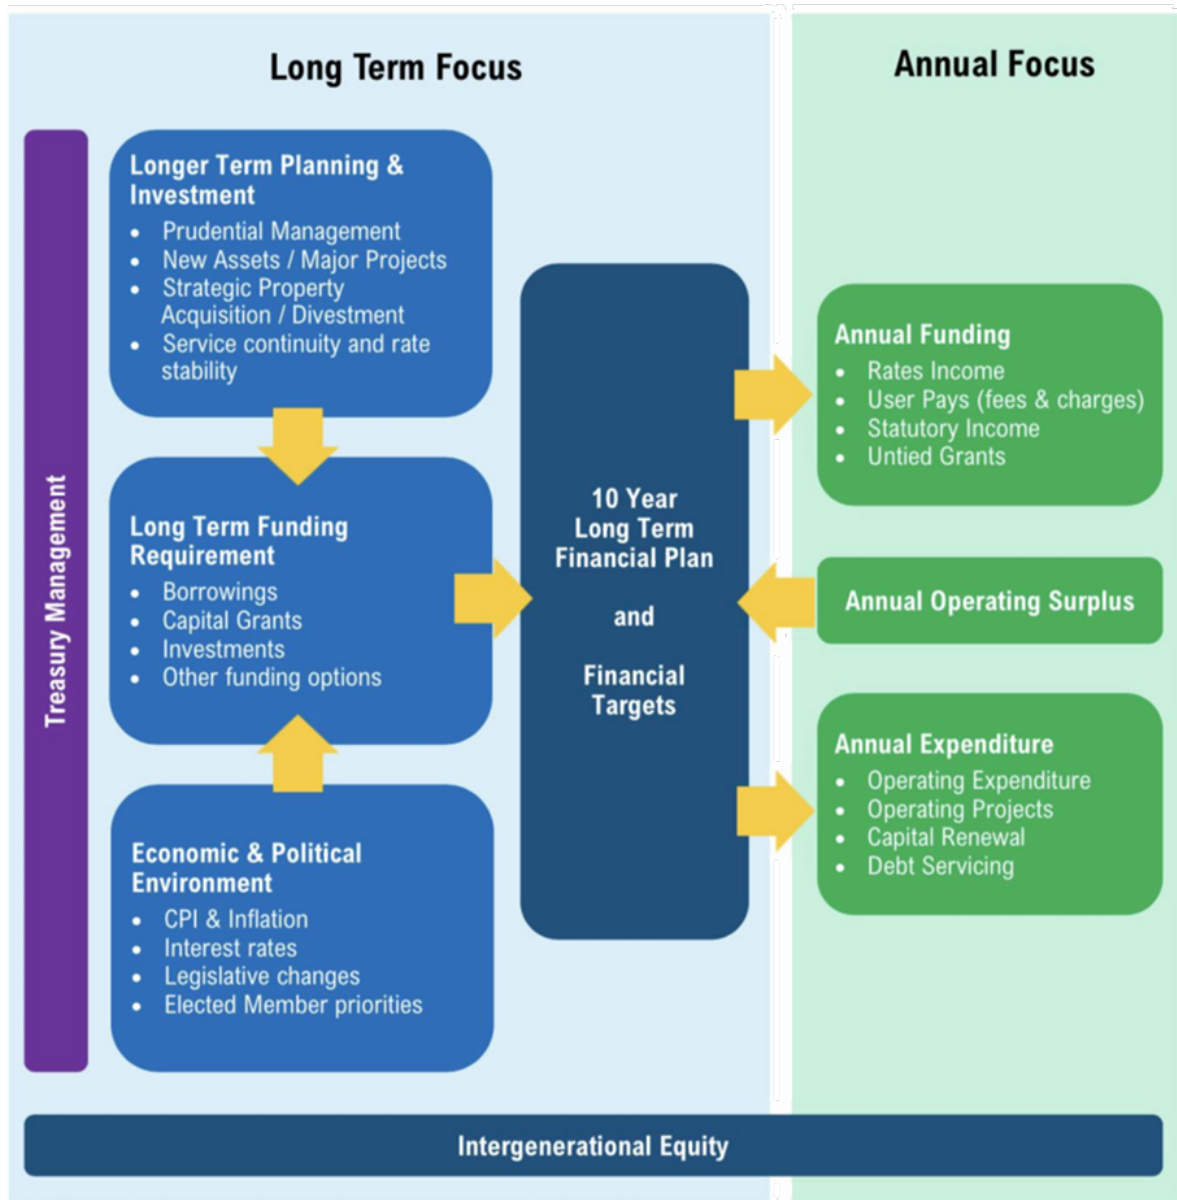 Long Term Focus
Annual Focus
Treasury Management
Longer Term Planning &
Investment
• Prudential Management
• New Assets / Major Projects
• Strategic Property
Acquisition / Divestment
• Service continuity and rate
stability
Long Term Funding
Requirement
• Borrowings
• Capital Grants
• Investments
• Other funding options
Economic & Political
Environment
• CPI & Inflation
• Interest rates
• Legislative changes
• Elected Member priorities
10 Year
Long Term
Financial Plan
and
Financial
Targets
Annual Funding
• Rates Income
• User Pays (fees & charges)
• Statutory Income
• Untied Grants
Annual Operating Surplus
Annual Expenditure
• Operating Expenditure
• Operating Projects
• Capital Renewal
• Debt Servicing
Intergenerational Equity